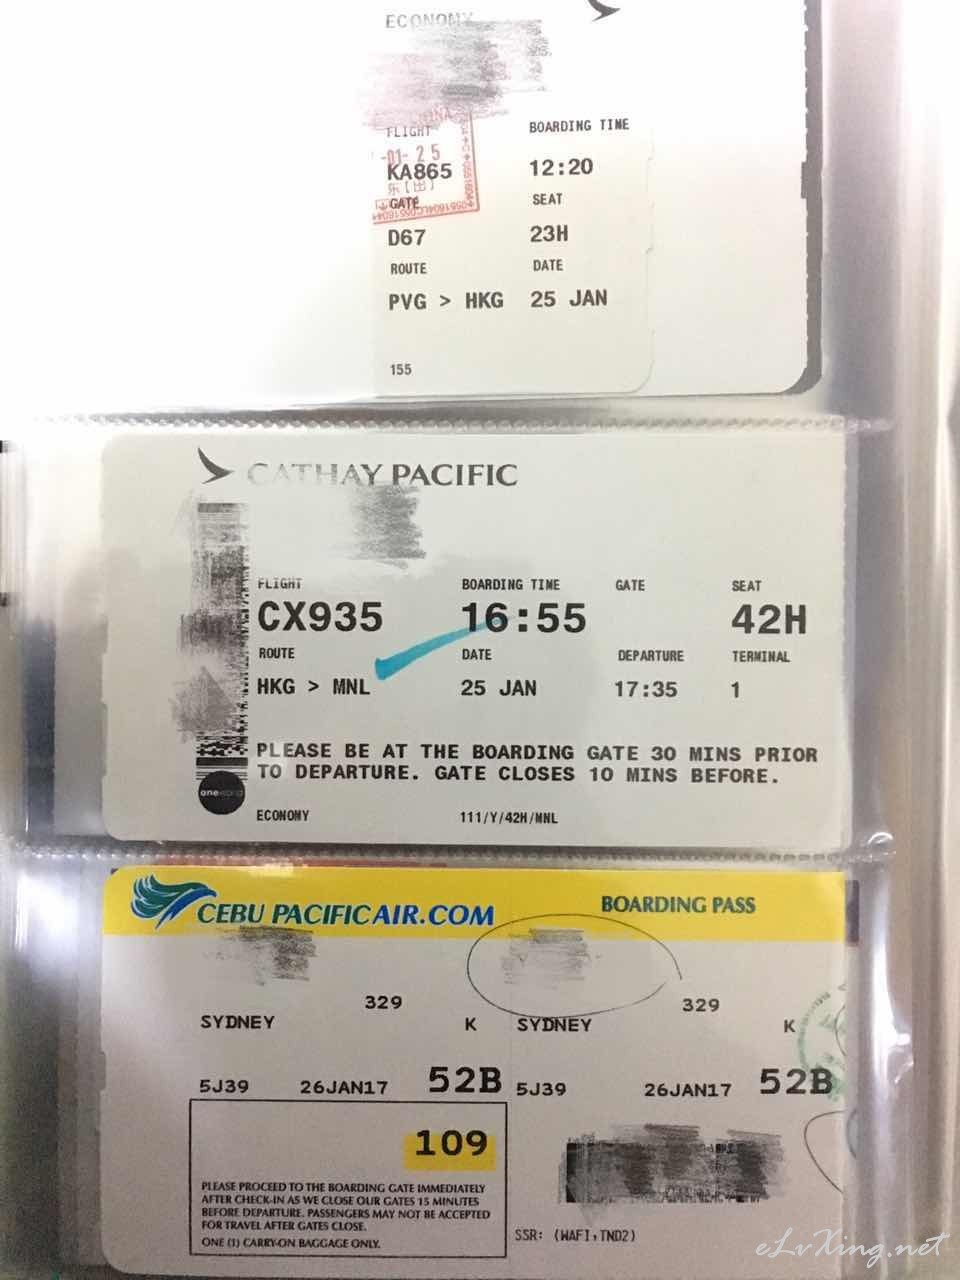 ECONOMY
FLIGHT
BOARDING TIME
-01-25
KA865
12:20
GATE
SEAT
D67
23H
ROUTE
DATE
PVG > HKG
25 JAN
155
CATHAY PACIFIC
FLIGHT
BOARDING TIME
GATE
SEAT
CX935
16:55
42H
ROUTE
DATE
DEPARTURE
TERMINAL
HKG > MNL
25 JAN
17:35
1
PLEASE BE AT THE BOARDING GATE 30 MINS PRIOR
TO DEPARTURE. GATE CLOSES 10 MINS BEFORE.
oneworld
ECONOMY
111/Y/42H/MNL
CEBU PACIFICAIR.COM
BOARDING PASS
329
SYDNEY
K
5J39
26JAN17
52B
109
PLEASE PROCEED TO THE BOARDING GATE IMMEDIATELY
AFTER CHECK-IN AS WE CLOSE OUR GATES 15 MINUTES
BEFORE DEPARTURE. PASSENGERS MAY NOT BE ACCEPTED
FOR TRAVEL AFTER GATES CLOSE.
ONE (1) CARRY-ON BAGGAGE ONLY.
329
SYDNEY
K
5J39
26JAN17
52B
SSR: (WAFI,TND2)
eLvXing.net